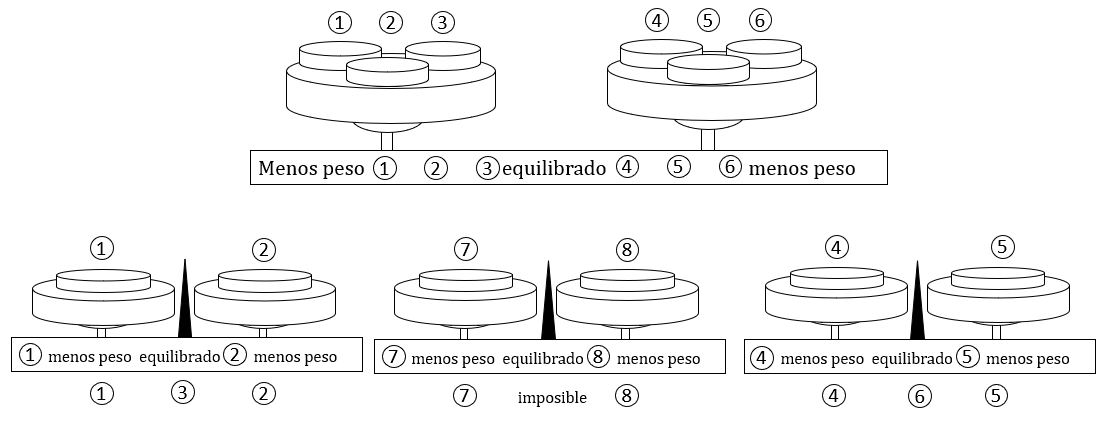 ① ② ③ ④ ⑤ ⑥
Menos peso ① ② ③ equilibrado ④ ⑤ ⑥ menos peso
① ② ⑦ ⑧ ④ ⑤
① menos peso equilibrado ② menos peso
⑦ menos peso equilibrado ⑧ menos peso
④ menos peso equilibrado ⑤ menos peso
① ③ ②
⑦ imposible ⑧
④ ⑥ ⑤